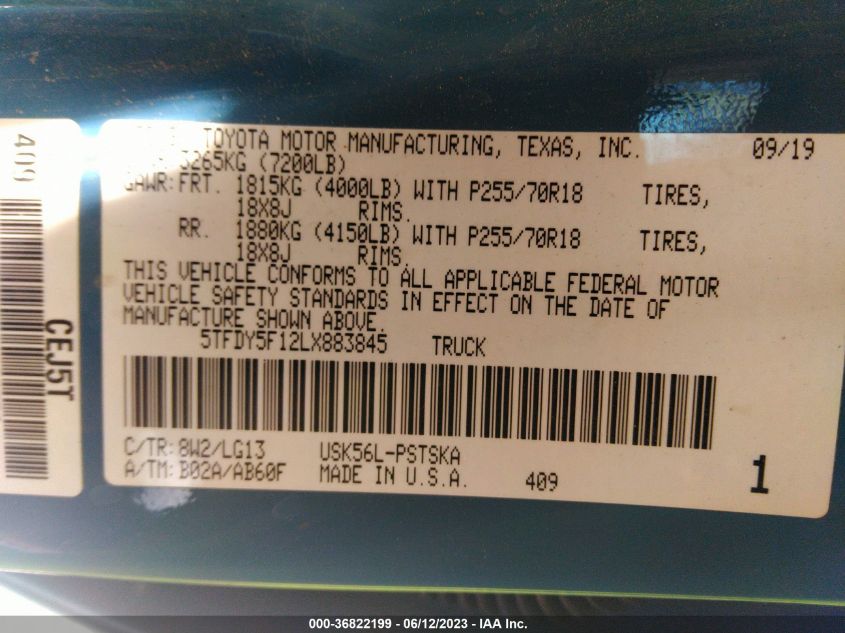 409
CEJ5T
TOYOTA MOTOR MANUFACTURING, TEXAS, INC. 09/19
3265KG (7200LB)
GAWR: FRT. 1815KG (4000LB) WITH P255/70R18 TIRES,
18X8J RIMS.
RR. 1880KG (4150LB) WITH P255/70R18 TIRES,
18X8J RIMS.
THIS VEHICLE CONFORMS TO ALL APPLICABLE FEDERAL MOTOR
VEHICLE SAFETY STANDARDS IN EFFECT ON THE DATE OF
MANUFACTURE SHOWN ABOVE.
5TFDY5F12LX883845 TRUCK
C/TR: 8W2/LG13 USK56L-PSTSKA
A/TM: B02A/AB60F MADE IN U.S.A. 409 1
000-36822199 - 06/12/2023 - IAA Inc.